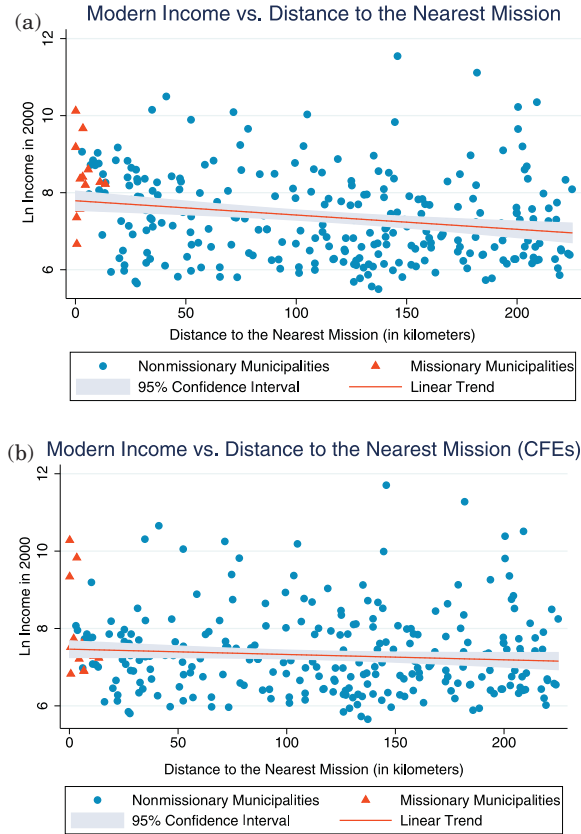 (a)
Modern Income vs. Distance to the Nearest Mission
12
10
8
6
Ln Income in 2000
0 50 100 150 200
Distance to the Nearest Mission (in kilometers)
Nonmissionary Municipalities Missionary Municipalities
95% Confidence Interval Linear Trend
(b)
Modern Income vs. Distance to the Nearest Mission (CFEs)
12
10
8
6
Ln Income in 2000
0 50 100 150 200
Distance to the Nearest Mission (in kilometers)
Nonmissionary Municipalities Missionary Municipalities
95% Confidence Interval Linear Trend